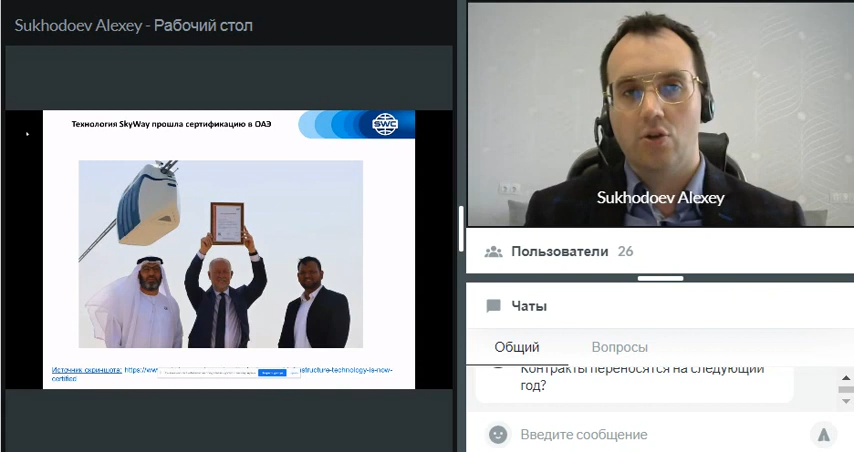 Sukhodoev Alexey - Рабочий стол
Технология SkyWay прошла сертификацию в ОАЭ
SWC
Источник скриншота: https://www
structure-technology-is-now-
certified
Sukhodoev Alexey
Пользователи 26
Чаты
Общий Вопросы
Контракты переносятся на следующий
год?
Введите сообщение